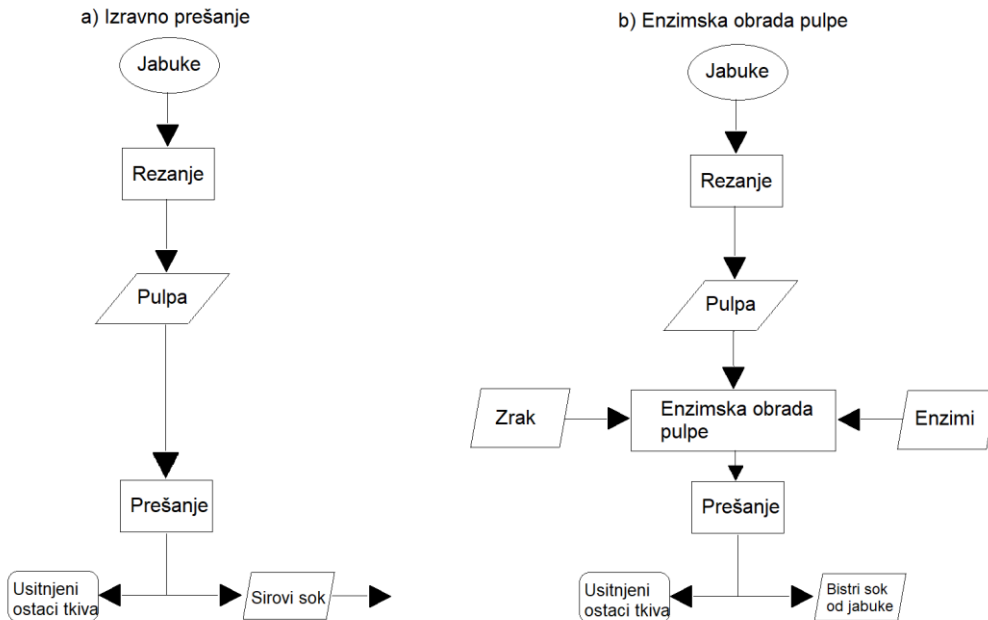 a) Izravno prešanje
Jabuke
Rezanje
Pulpa
Prešanje
Usitnjeni
ostaci tkiva
Sirovi sok
b) Enzimska obrada pulpe
Jabuke
Rezanje
Pulpa
Zrak
Enzimska obrada
pulpe
Enzimi
Prešanje
Usitnjeni
ostaci tkiva
Bistri sok
od jabuke